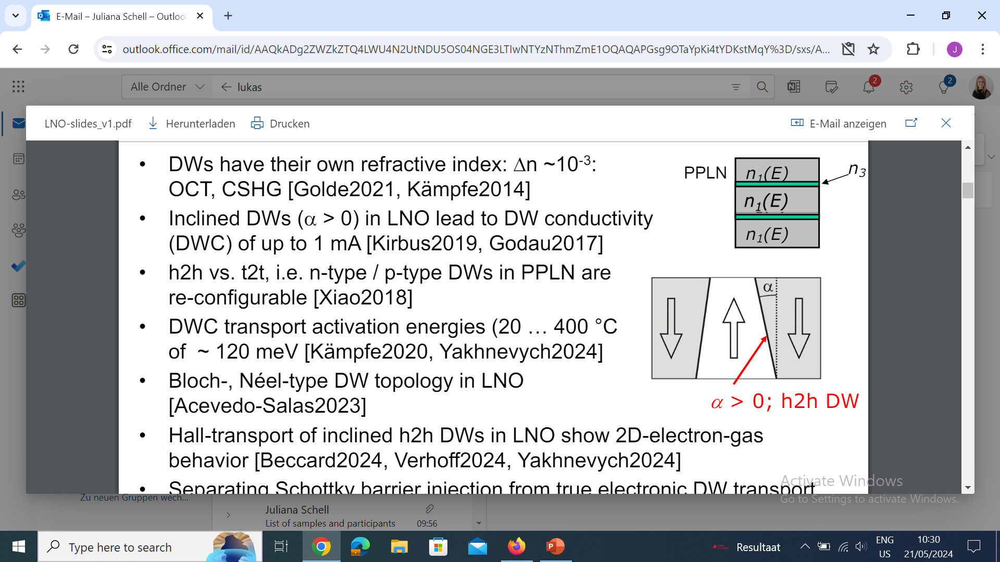 E-Mail – Juliana Schell – Outloo
outlook.office.com/mail/id/AAQkADg2ZWZkZTQ4LWU4N2UtNDU5OS04NGE3LTIwNTYzNThmZmE1OQAQAPGsg9OTaYpKi4tYDKstMqY%3D/sxs/A...
J
Alle Ordner
lukas
2
2
LNO-slides_v1.pdf
Herunterladen
Drucken
E-Mail anzeigen
• DWs have their own refractive index: Δn ~10⁻³:
OCT, CSHG [Golde2021, Kämpfe2014]
• Inclined DWs (α > 0) in LNO lead to DW conductivity
(DWC) of up to 1 mA [Kirbus2019, Godau2017]
• h2h vs. t2t, i.e. n-type / p-type DWs in PPLN are
re-configurable [Xiao2018]
• DWC transport activation energies (20 … 400 °C
of ~ 120 meV [Kämpfe2020, Yakhnevych2024]
• Bloch-, Néel-type DW topology in LNO
[Acevedo-Salas2023]
• Hall-transport of inclined h2h DWs in LNO show 2D-electron-gas
behavior [Beccard2024, Verhoff2024, Yakhnevych2024]
• Separating Schottky barrier injection from true electronic DW transport
PPLN
n₁(E)
n₃
n₁(E)
n₁(E)
α
α > 0; h2h DW
Activate Windows
Go to Settings to activate Windows.
Zu neuen Gruppen wech...
Juliana Schell
List of samples and participants
09:56
Type here to search
Resultaat
ENG
US
10:30
21/05/2024